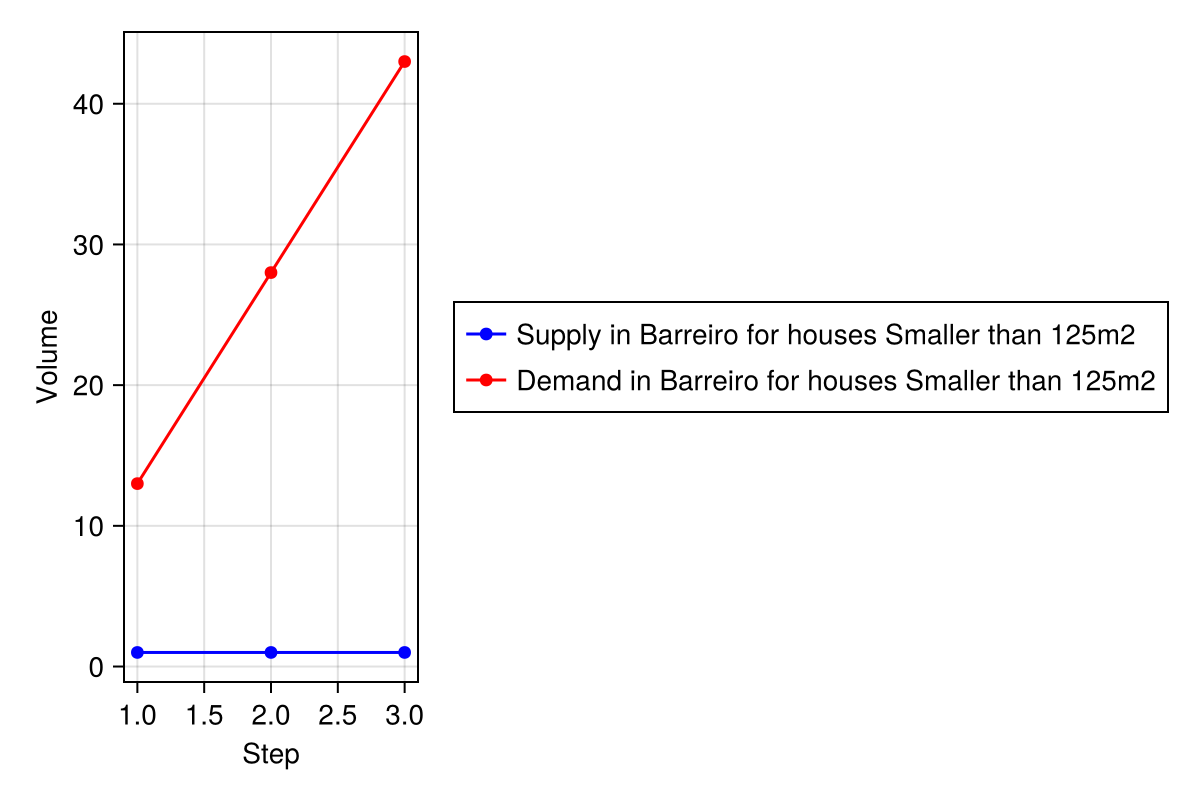 40
30
20
10
0
Volume
1.0 1.5 2.0 2.5 3.0
Step
Supply in Barreiro for houses Smaller than 125m2
Demand in Barreiro for houses Smaller than 125m2